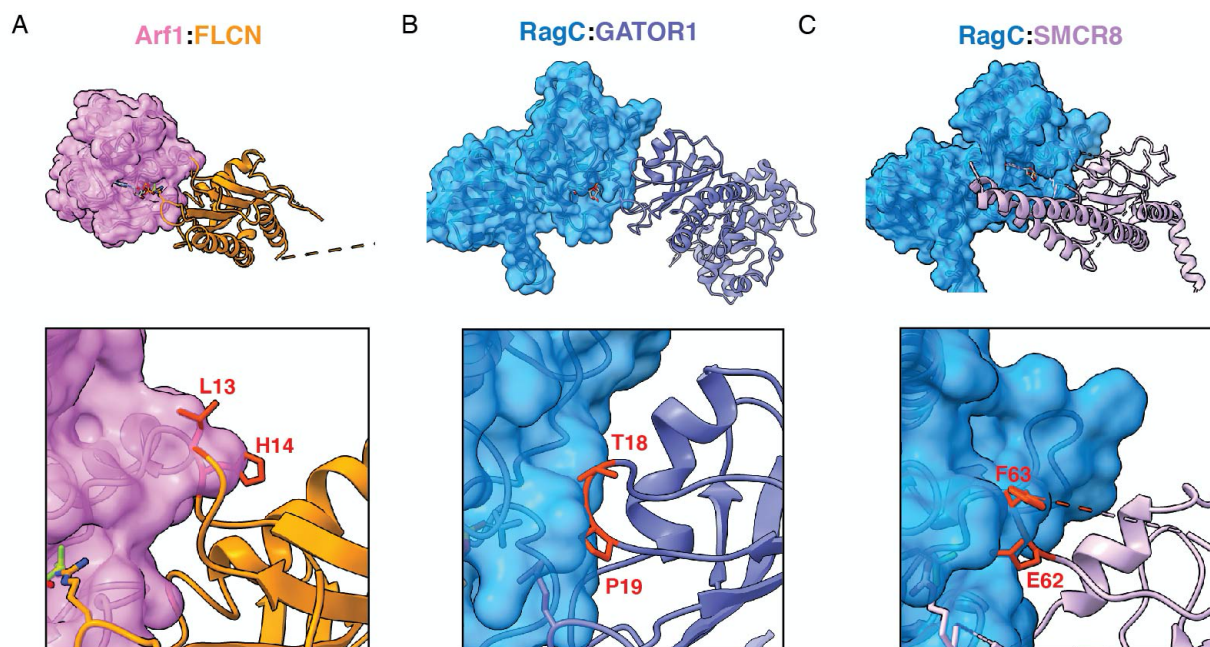 A
Arf1:FLCN
B
RagC:GATOR1
C
RagC:SMCR8
L13
H14
T18
P19
F63
E62